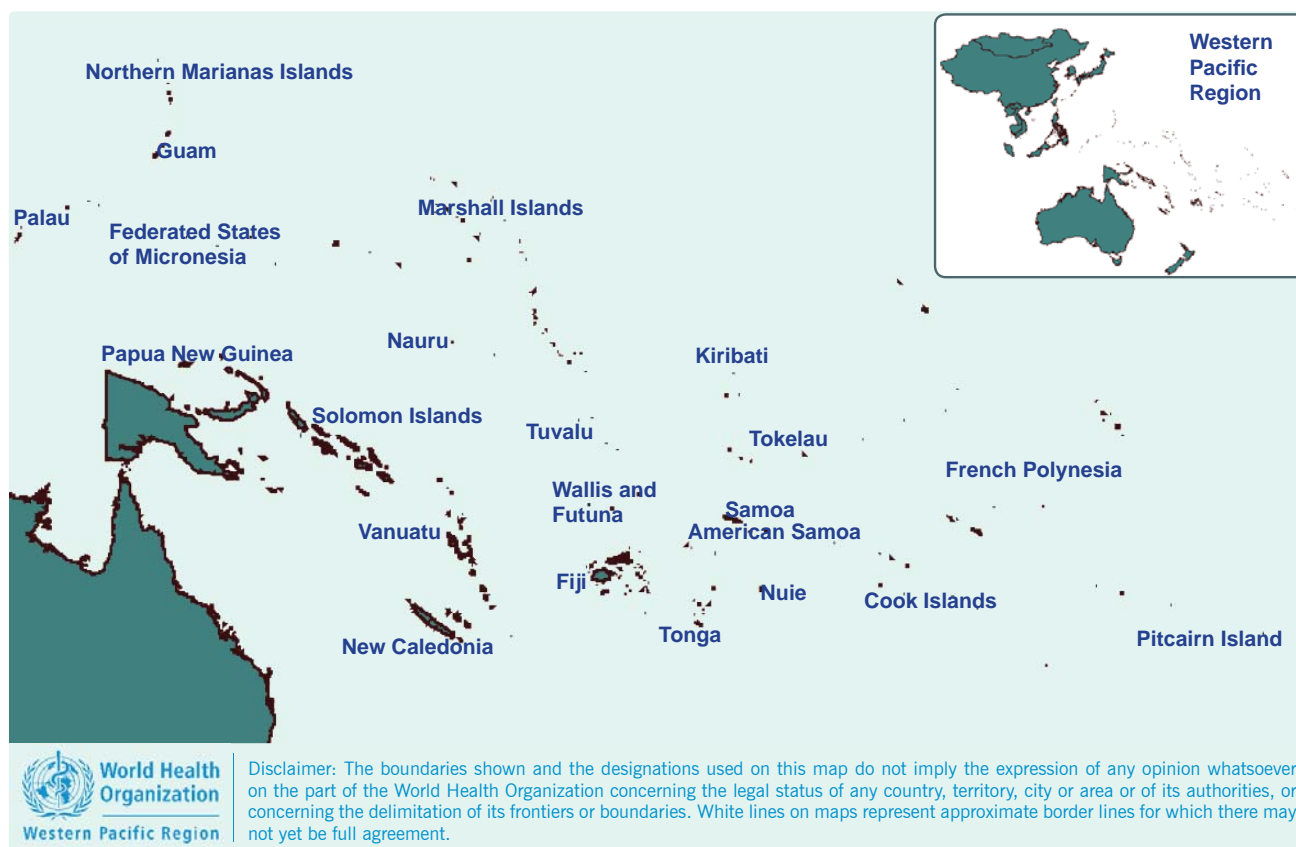 Northern Marianas Islands
Western
Pacific
Region
Guam
Palau
Marshall Islands
Federated States
of Micronesia
Nauru
Papua New Guinea
Kiribati
Solomon Islands
Tuvalu
Tokelau
French Polynesia
Wallis and
Futuna
Samoa
Vanuatu
American Samoa
Fiji
Nuie
Cook Islands
Tonga
New Caledonia
Pitcairn Island
World Health
Organization
Western Pacific Region
Disclaimer: The boundaries shown and the designations used on this map do not imply the expression of any opinion whatsoever
on the part of the World Health Organization concerning the legal status of any country, territory, city or area or of its authorities, or
concerning the delimitation of its frontiers or boundaries. White lines on maps represent approximate border lines for which there may
not yet be full agreement.